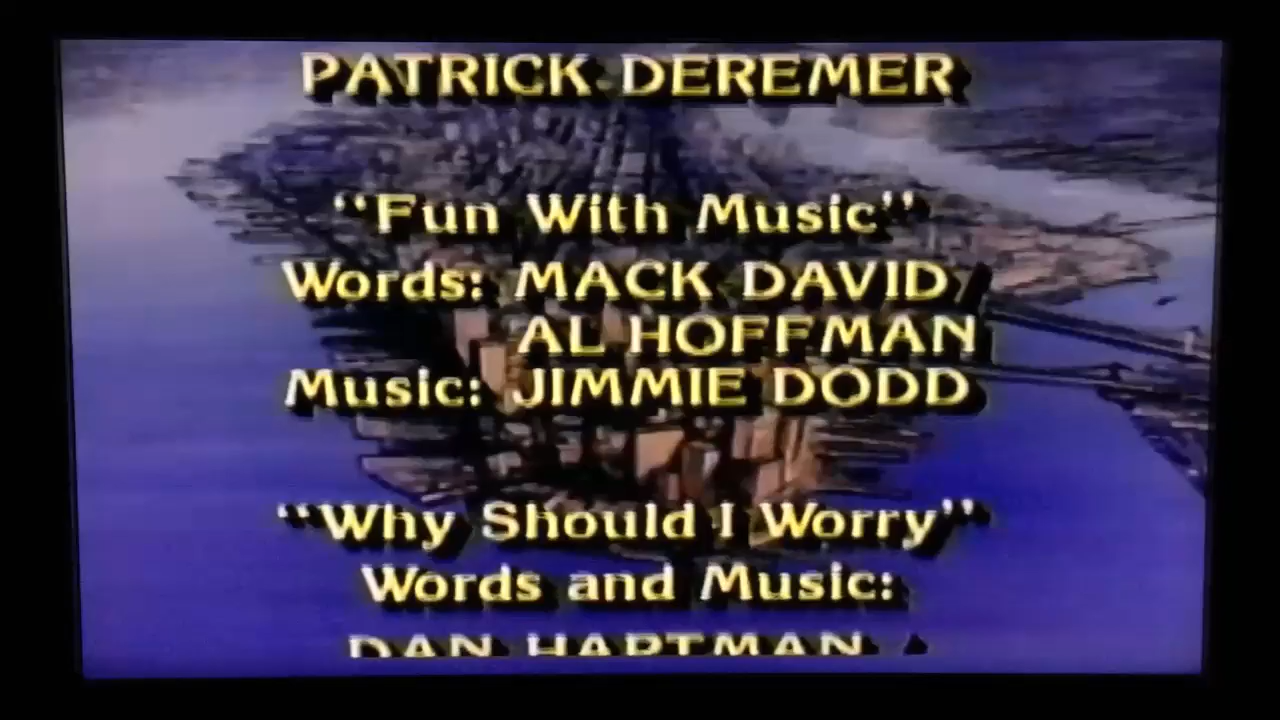 PATRICK DEREMER
"Fun With Music"
Words: MACK DAVID/
AL HOFFMAN
Music: JIMMIE DODD
"Why Should I Worry"
Words and Music:
DAN HARTMAN